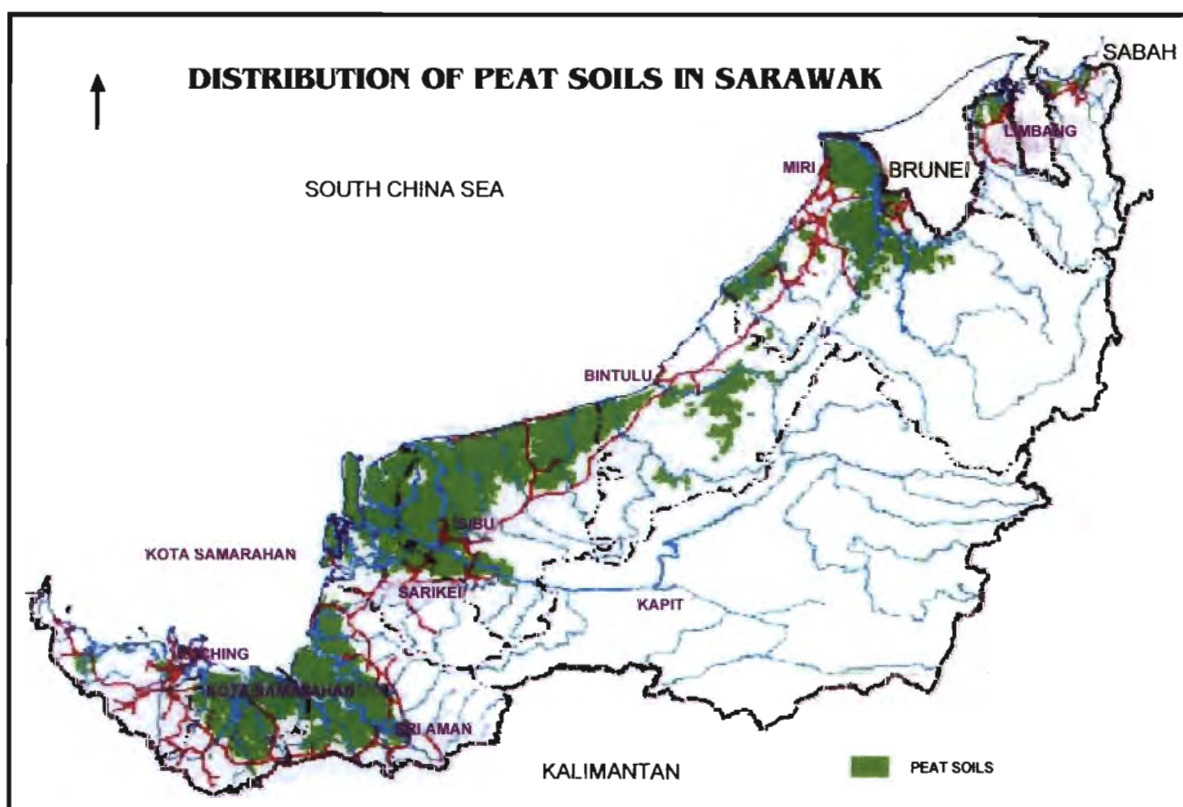 DISTRIBUTION OF PEAT SOILS IN SARAWAK
SABAH
LIMBANG
MIRI
BRUNEI
SOUTH CHINA SEA
BINTULU
SIBU
KOTA SAMARAHAN
SARIKEI
KAPIT
KUCHING
KOTA SAMARAHAN
SRI AMAN
KALIMANTAN
PEAT SOILS